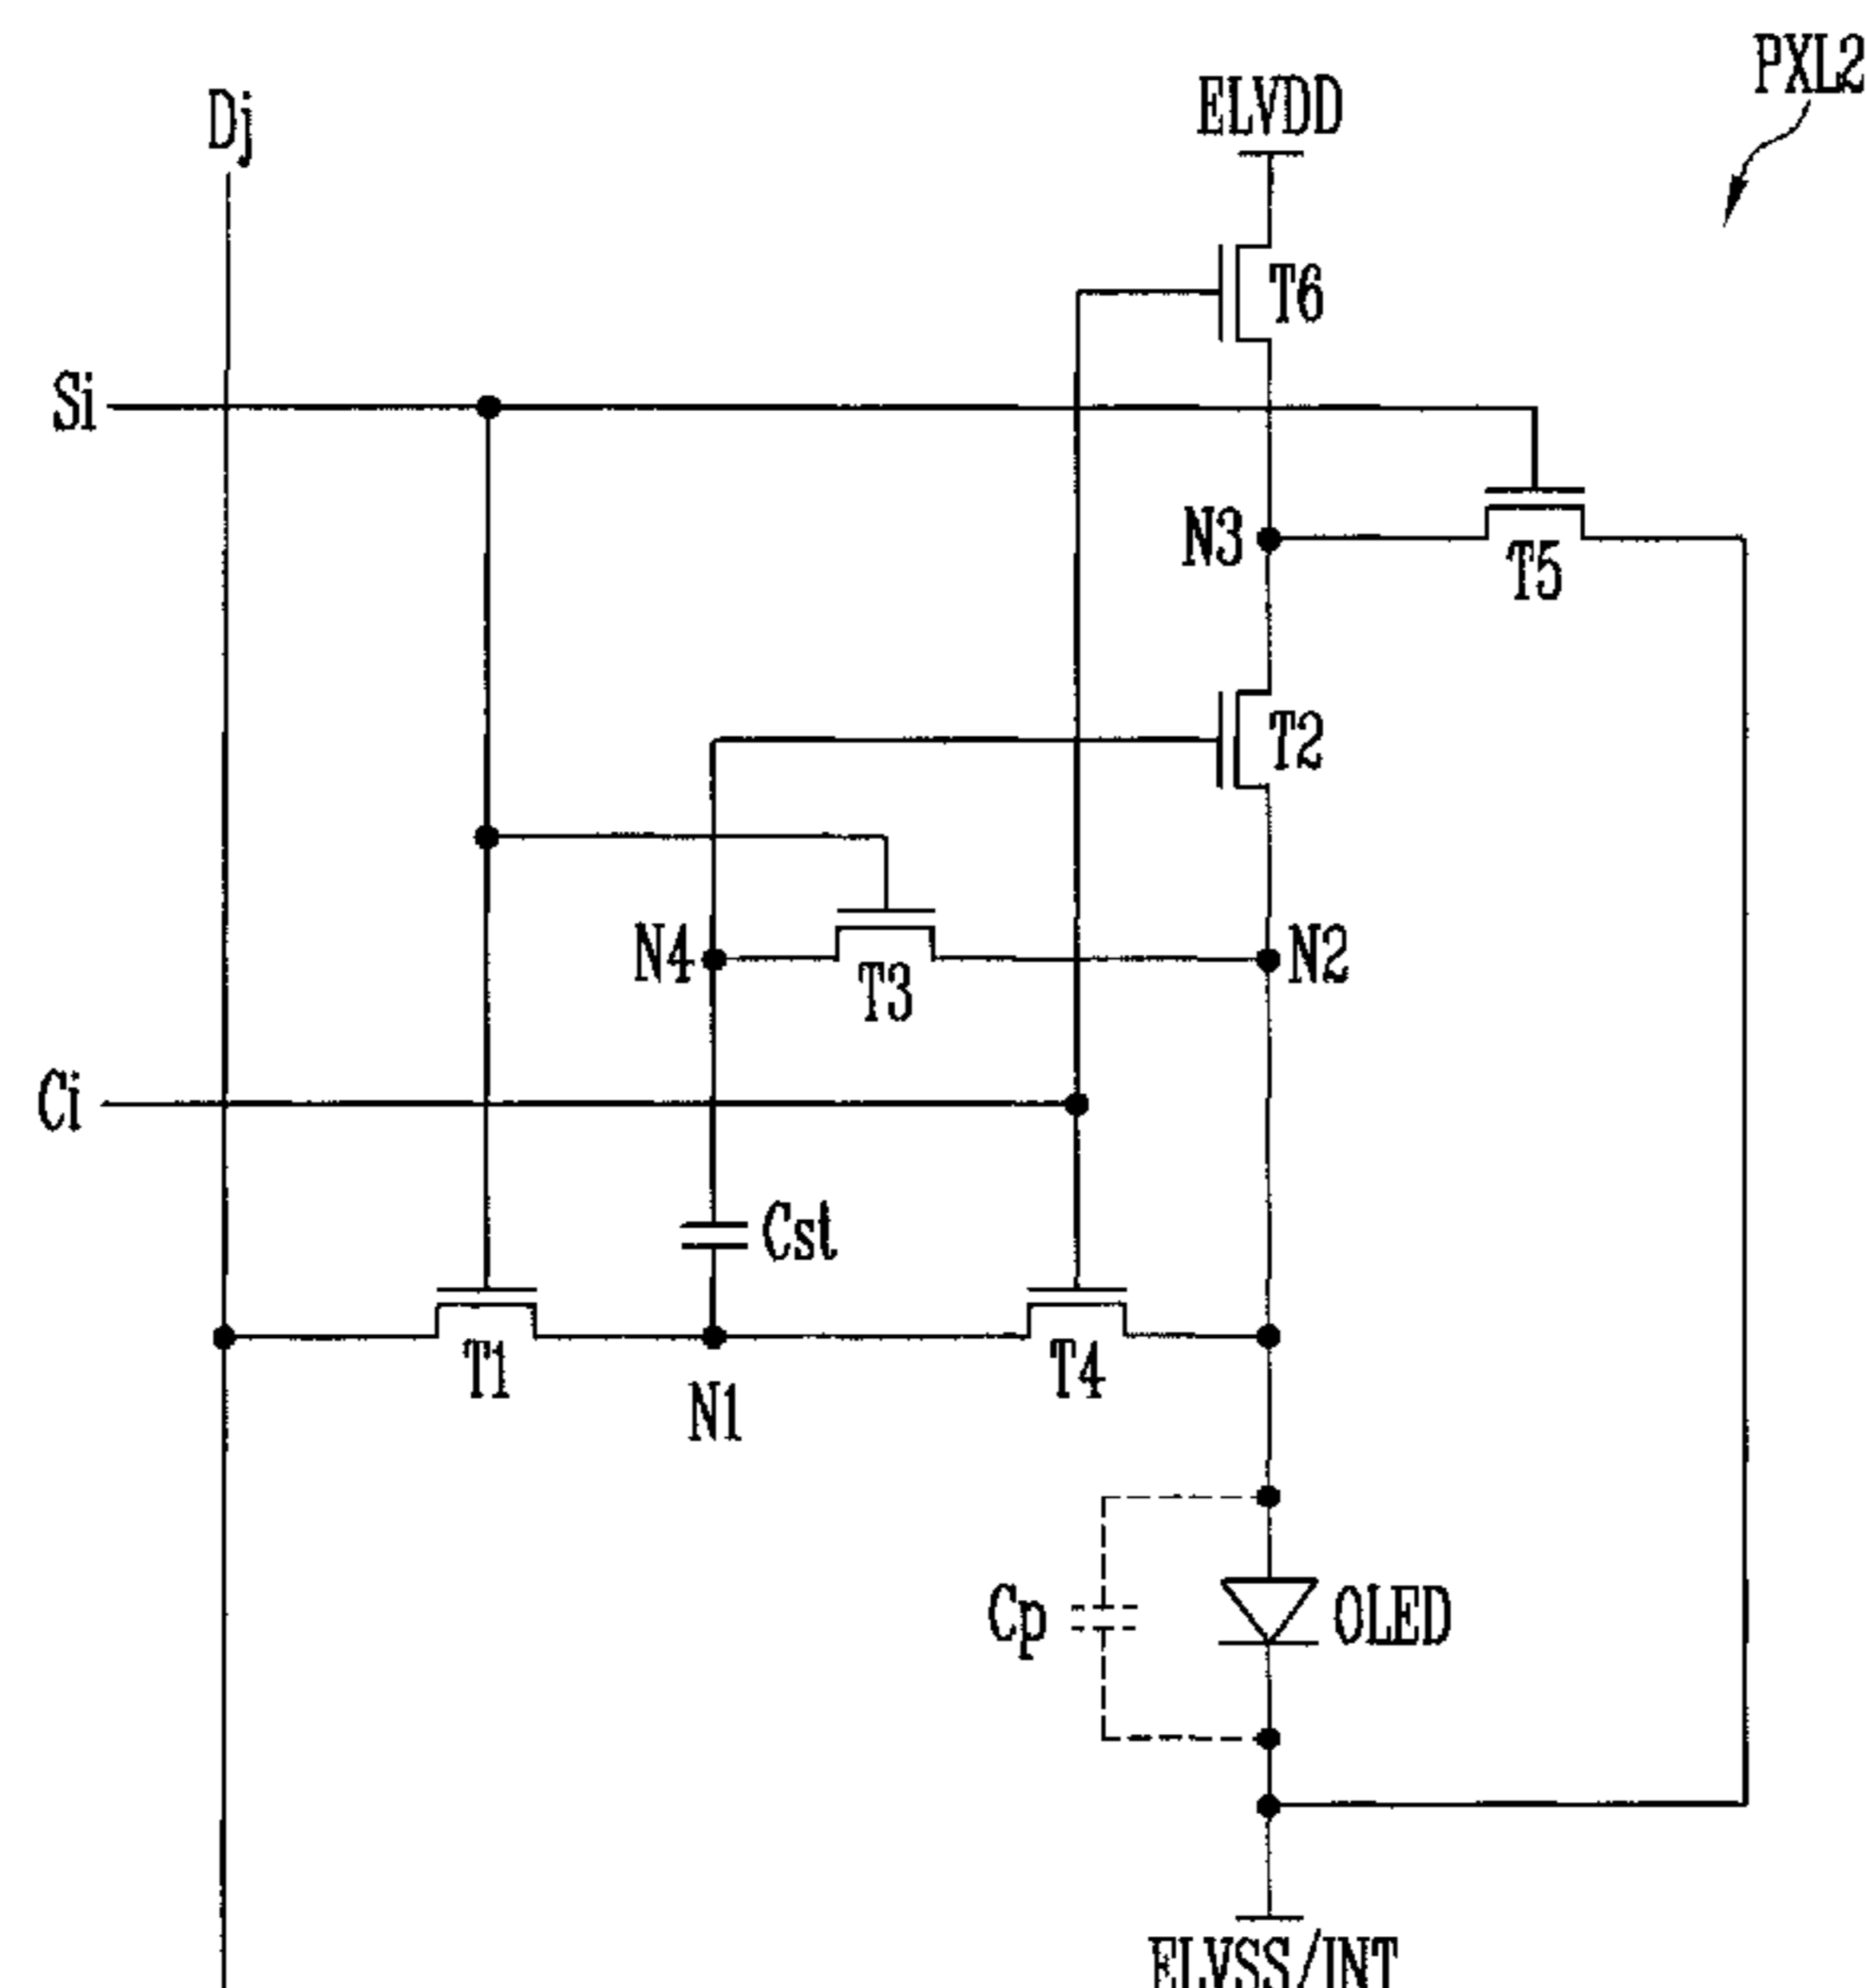 PXL2
ELVDD
Dj
T6
Si
N3
T5
T2
N4
N2
T3
Ci
Cst
T1
T4
N1
Cp
OLED
ELVSS/INT